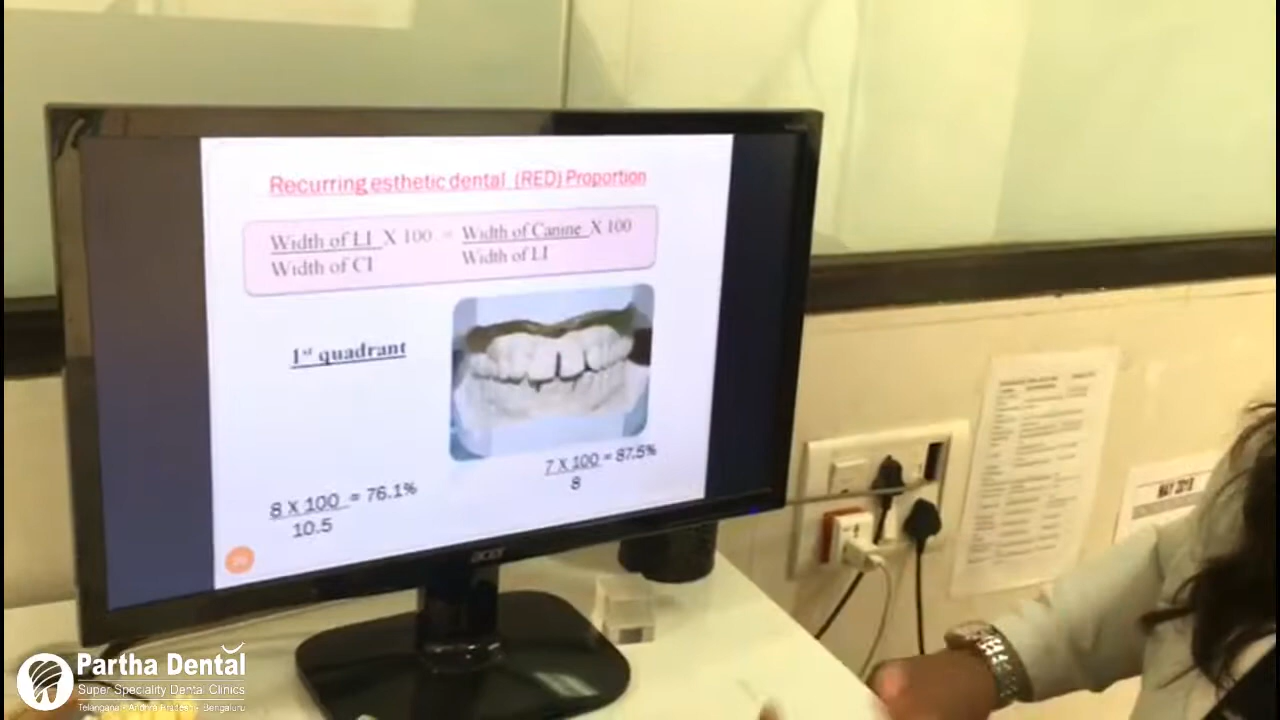 Recurring esthetic dental (RED) Proportion
Width of LI X 100 = Width of Canine X 100
Width of CI Width of LI
1st quadrant
7 X 100 = 87.5%
8
8 X 100 = 76.1%
10.5
acer
MAY 2018
Partha Dental
Super Speciality Dental Clinics
Telangana - Andhra Pradesh - Bengaluru